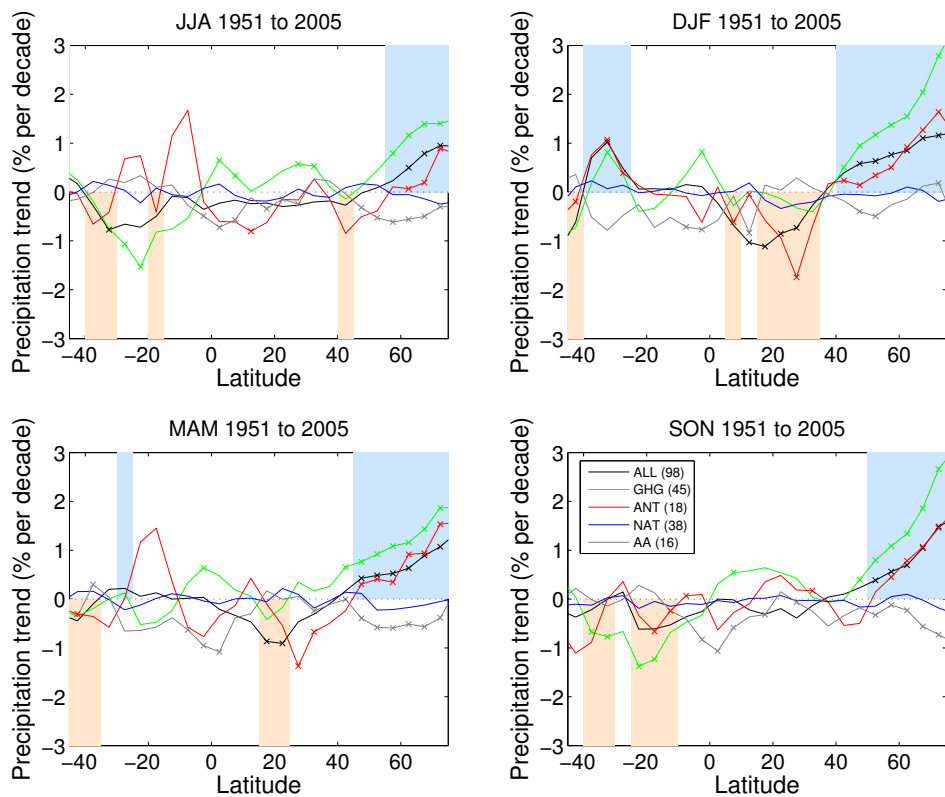 JJA 1951 to 2005
Precipitation trend (% per decade)
3
2
1
0
−1
−2
−3
−40 −20 0 20 40 60
Latitude
DJF 1951 to 2005
Precipitation trend (% per decade)
3
2
1
0
−1
−2
−3
−40 −20 0 20 40 60
Latitude
MAM 1951 to 2005
Precipitation trend (% per decade)
3
2
1
0
−1
−2
−3
−40 −20 0 20 40 60
Latitude
SON 1951 to 2005
Precipitation trend (% per decade)
3
2
1
0
−1
−2
−3
−40 −20 0 20 40 60
Latitude
ALL (98)
GHG (45)
ANT (18)
NAT (38)
AA (16)